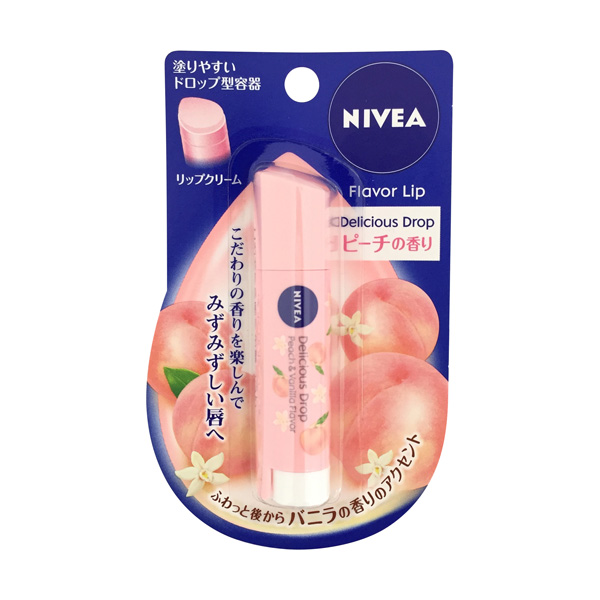 塗りやすい
ドロップ型容器
リップクリーム
NIVEA
Flavor Lip
Delicious Drop
ピーチの香り
こだわりの香りを楽しんで
みずみずしい唇へ
NIVEA
Delicious Drop
Peach & Vanilla Flavor
ふわっと後からバニラの香りのアクセント